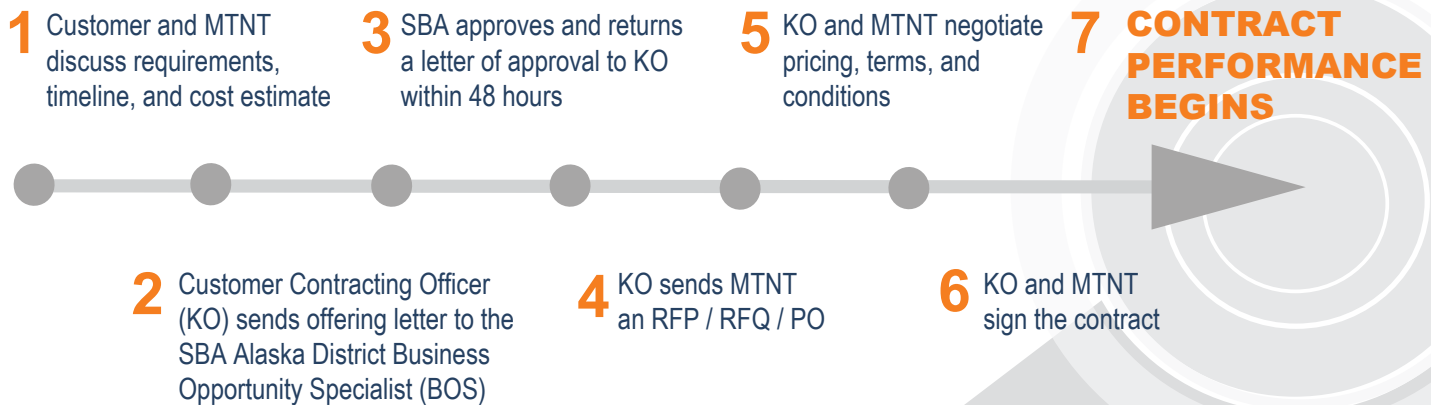 1 Customer and MTNT
discuss requirements,
timeline, and cost estimate
2 Customer Contracting Officer
(KO) sends offering letter to the
SBA Alaska District Business
Opportunity Specialist (BOS)
3 SBA approves and returns
a letter of approval to KO
within 48 hours
4 KO sends MTNT
an RFP / RFQ / PO
5 KO and MTNT negotiate
pricing, terms, and
conditions
6 KO and MTNT
sign the contract
7 CONTRACT
PERFORMANCE
BEGINS